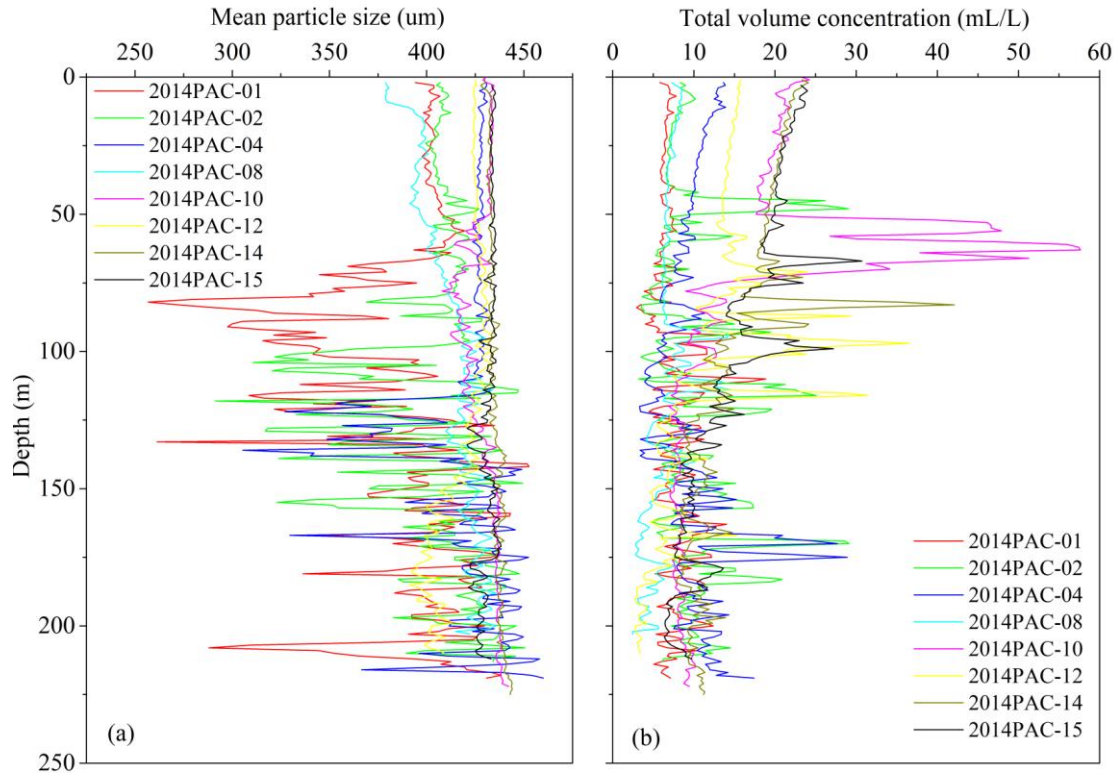 Mean particle size (um)
Total volume concentration (mL/L)
250 300 350 400 450
0 10 20 30 40 50 60
0
50
100
150
200
250
Depth (m)
2014PAC-01
2014PAC-02
2014PAC-04
2014PAC-08
2014PAC-10
2014PAC-12
2014PAC-14
2014PAC-15
(a)
2014PAC-01
2014PAC-02
2014PAC-04
2014PAC-08
2014PAC-10
2014PAC-12
2014PAC-14
2014PAC-15
(b)